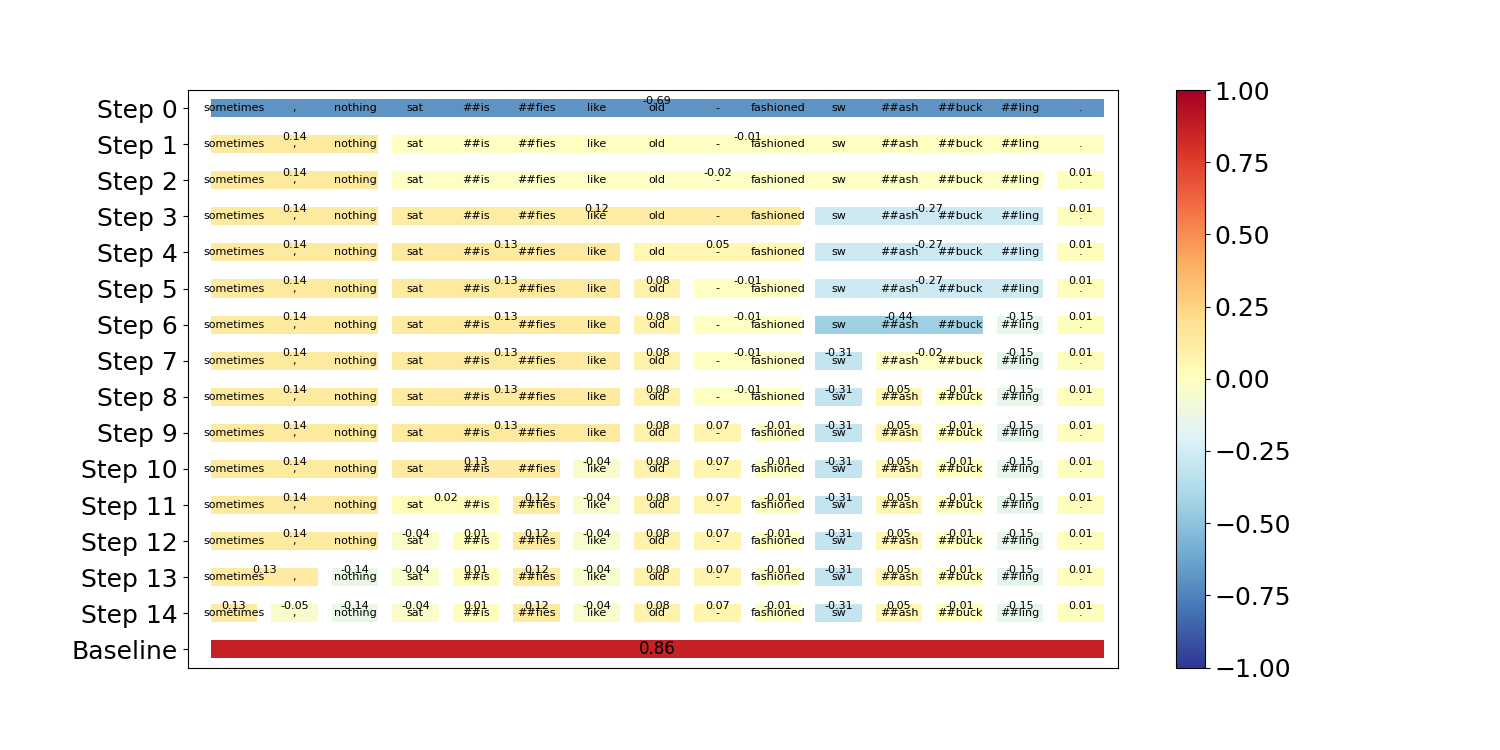 Step 0 sometimes , nothing sat ##is ##fies like old - fashioned sw ##ash ##buck ##ling . -0.69
Step 1 sometimes , nothing sat ##is ##fies like old - fashioned sw ##ash ##buck ##ling . 0.14 -0.01
Step 2 sometimes , nothing sat ##is ##fies like old - fashioned sw ##ash ##buck ##ling . 0.14 -0.02 0.01
Step 3 sometimes , nothing sat ##is ##fies like old - fashioned sw ##ash ##buck ##ling . 0.14 0.12 -0.27 0.01
Step 4 sometimes , nothing sat ##is ##fies like old - fashioned sw ##ash ##buck ##ling . 0.14 0.13 0.05 -0.27 0.01
Step 5 sometimes , nothing sat ##is ##fies like old - fashioned sw ##ash ##buck ##ling . 0.14 0.13 0.08 -0.01 -0.27 0.01
Step 6 sometimes , nothing sat ##is ##fies like old - fashioned sw ##ash ##buck ##ling . 0.14 0.13 0.08 -0.01 -0.44 -0.15 0.01
Step 7 sometimes , nothing sat ##is ##fies like old - fashioned sw ##ash ##buck ##ling . 0.14 0.13 0.08 -0.01 -0.31 -0.02 -0.15 0.01
Step 8 sometimes , nothing sat ##is ##fies like old - fashioned sw ##ash ##buck ##ling . 0.14 0.13 0.08 -0.01 -0.31 0.05 -0.01 -0.15 0.01
Step 9 sometimes , nothing sat ##is ##fies like old - fashioned sw ##ash ##buck ##ling . 0.14 0.13 0.08 0.07 -0.01 -0.31 0.05 -0.01 -0.15 0.01
Step 10 sometimes , nothing sat ##is ##fies like old - fashioned sw ##ash ##buck ##ling . 0.14 0.13 -0.04 0.08 0.07 -0.01 -0.31 0.05 -0.01 -0.15 0.01
Step 11 sometimes , nothing sat ##is ##fies like old - fashioned sw ##ash ##buck ##ling . 0.14 0.02 0.12 -0.04 0.08 0.07 -0.01 -0.31 0.05 -0.01 -0.15 0.01
Step 12 sometimes , nothing sat ##is ##fies like old - fashioned sw ##ash ##buck ##ling . 0.14 -0.04 0.01 0.12 -0.04 0.08 0.07 -0.01 -0.31 0.05 -0.01 -0.15 0.01
Step 13 sometimes , nothing sat ##is ##fies like old - fashioned sw ##ash ##buck ##ling . 0.13 -0.14 -0.04 0.01 0.12 -0.04 0.08 0.07 -0.01 -0.31 0.05 -0.01 -0.15 0.01
Step 14 sometimes , nothing sat ##is ##fies like old - fashioned sw ##ash ##buck ##ling . 0.13 -0.05 -0.14 -0.04 0.01 0.12 -0.04 0.08 0.07 -0.01 -0.31 0.05 -0.01 -0.15 0.01
Baseline 0.86
1.00
0.75
0.50
0.25
0.00
−0.25
−0.50
−0.75
−1.00